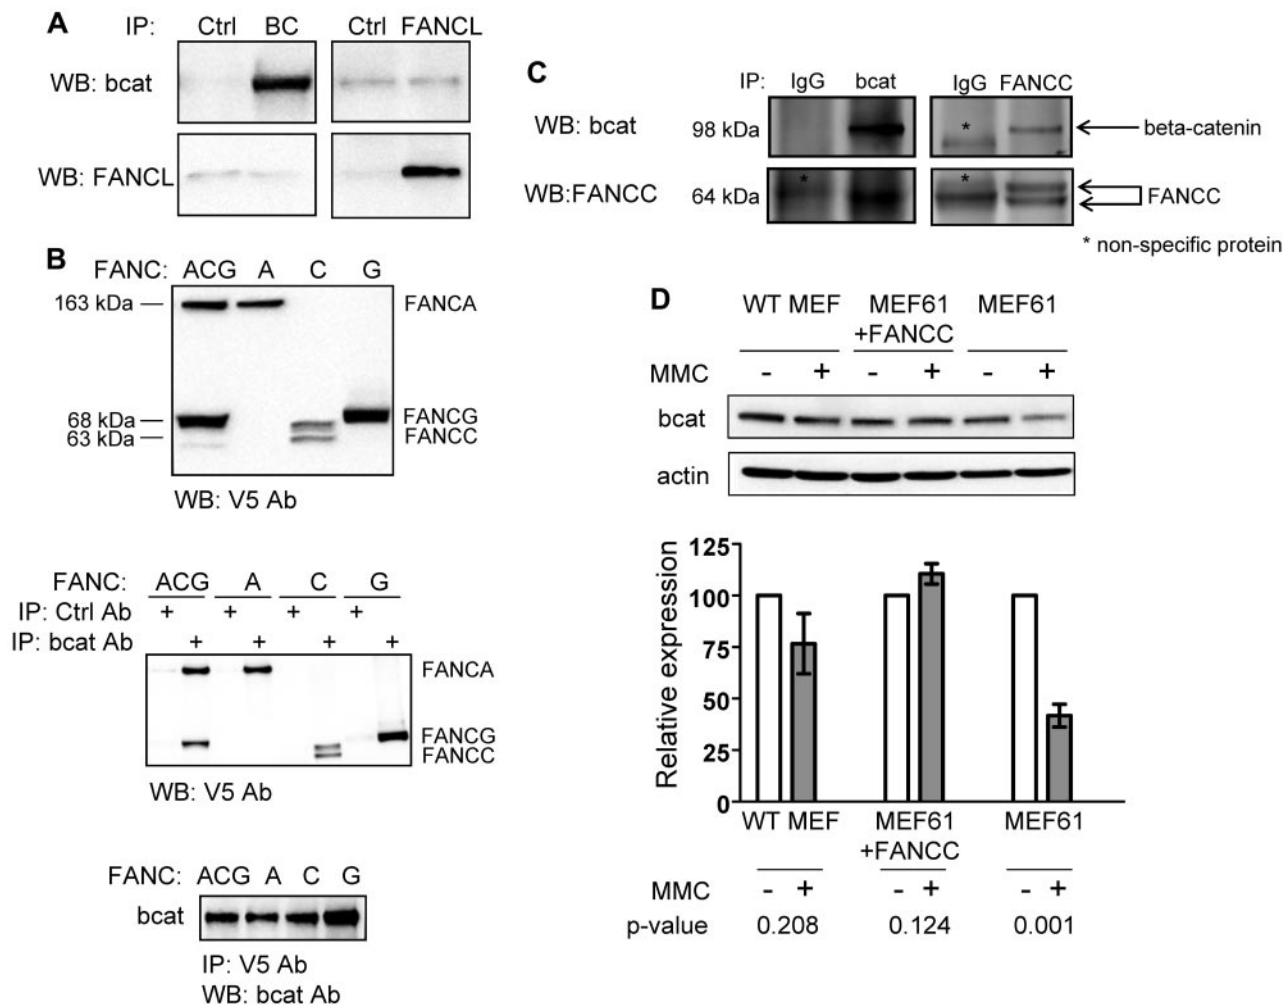 A
IP: Ctrl BC Ctrl FANCL
WB: bcat
WB: FANCL
B
FANC: ACG A C G
163 kDa — FANCA
68 kDa — FANCG
63 kDa — FANCC
WB: V5 Ab
FANC: ACG A C G
IP: Ctrl Ab + + + +
IP: bcat Ab + + + +
FANCA
FANCG
FANCC
WB: V5 Ab
FANC: ACG A C G
bcat
IP: V5 Ab
WB: bcat Ab
C
IP: IgG bcat IgG FANCC
WB: bcat 98 kDa * beta-catenin
WB:FANCC 64 kDa * * FANCC
* non-specific protein
D
WT MEF MEF61 MEF61
+FANCC
MMC - + - + - +
bcat
actin
Relative expression
125
100
75
50
25
0
WT MEF MEF61 MEF61
+FANCC
MMC - + - + - +
p-value 0.208 0.124 0.001